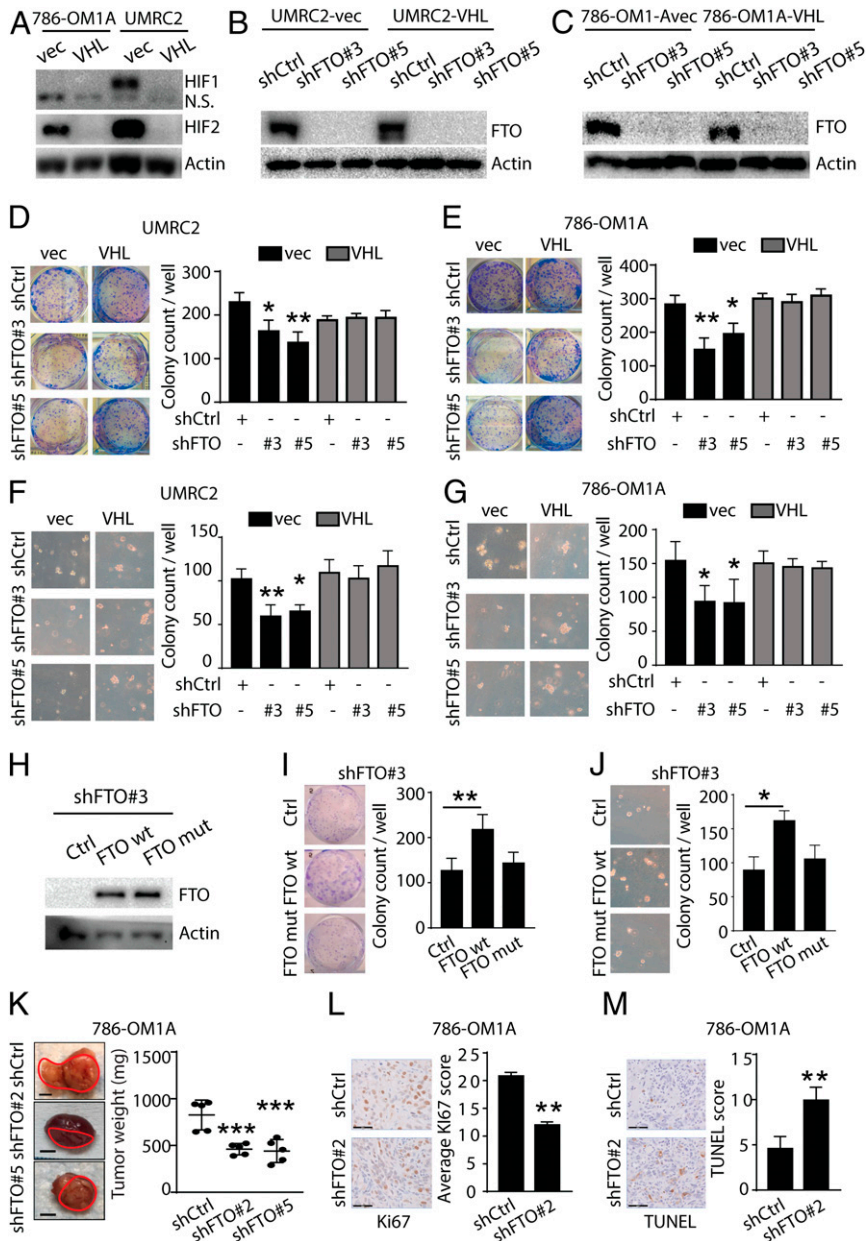 A
786-OM1A UMRC2
vec VHL vec VHL
HIF1
N.S.
HIF2
Actin
B
UMRC2-vec UMRC2-VHL
shCtrl shFTO#3 shFTO#5 shCtrl shFTO#3 shFTO#5
FTO
Actin
C
786-OM1-Avec 786-OM1A-VHL
shCtrl shFTO#3 shFTO#5 shCtrl shFTO#3 shFTO#5
FTO
Actin
D
UMRC2
vec VHL
shCtrl
shFTO#3
shFTO#5
vec VHL
Colony count / well
300
200
100
0
* **
shCtrl + - - + - -
shFTO - #3 #5 - #3 #5
E
786-OM1A
vec VHL
shCtrl
shFTO#3
shFTO#5
vec VHL
Colony count / well
500
400
300
200
100
0
** *
shCtrl + - - + - -
shFTO - #3 #5 - #3 #5
F
UMRC2
vec VHL
shCtrl
shFTO#3
shFTO#5
vec VHL
Colony count / well
150
100
50
0
** *
shCtrl + - - + - -
shFTO - #3 #5 - #3 #5
G
786-OM1A
vec VHL
shCtrl
shFTO#3
shFTO#5
vec VHL
Colony count / well
200
150
100
50
0
* *
shCtrl + - - + - -
shFTO - #3 #5 - #3 #5
H
shFTO#3
Ctrl FTO wt FTO mut
FTO
Actin
I
shFTO#3
Ctrl
FTO wt
FTO mut
Colony count / well
300
200
100
0
**
Ctrl FTO wt FTO mut
J
shFTO#3
Ctrl
FTO wt
FTO mut
Colony count / well
200
150
100
50
0
*
Ctrl FTO wt FTO mut
K
786-OM1A
shCtrl
shFTO#2
shFTO#5
Tumor weight (mg)
1500
1000
500
0
*** ***
shCtrl shFTO#2 shFTO#5
L
786-OM1A
shCtrl
shFTO#2
Ki67
Average KI67 score
25
20
15
10
5
0
**
shCtrl shFTO#2
M
786-OM1A
shCtrl
shFTO#2
TUNEL
TUNEL score
15
10
5
0
**
shCtrl shFTO#2